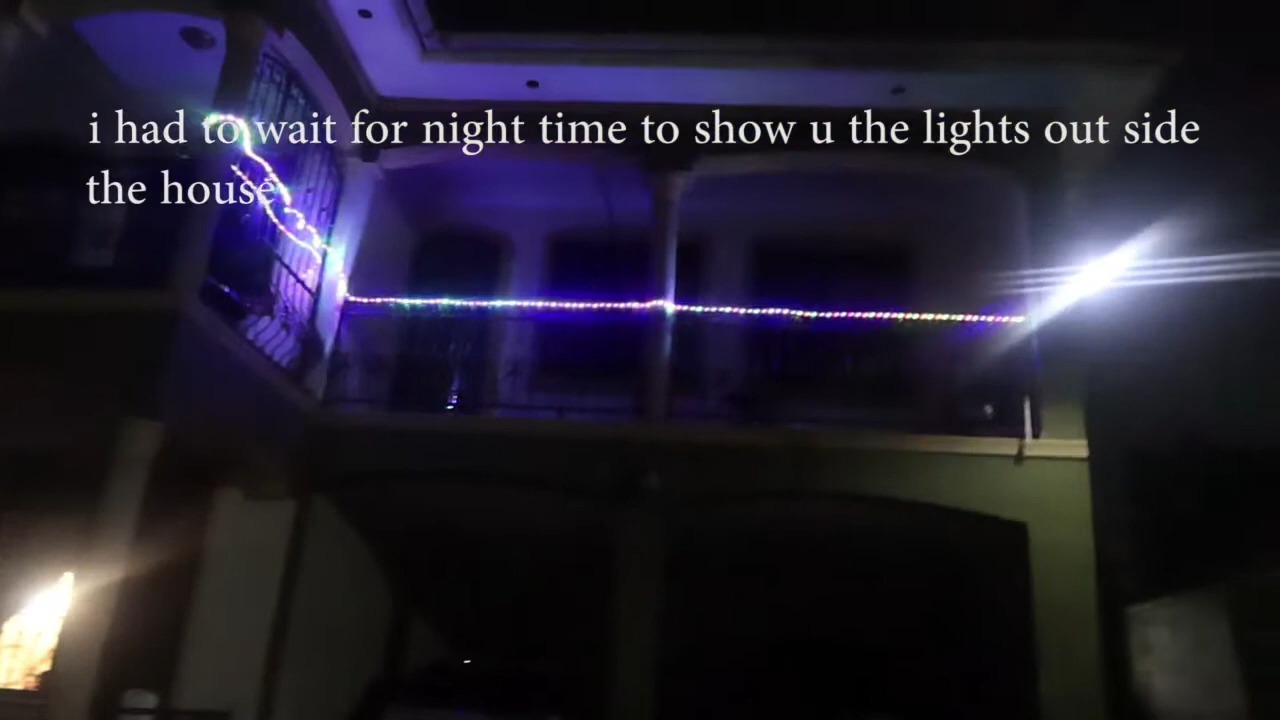 i had to wait for night time to show u the lights out side
the house